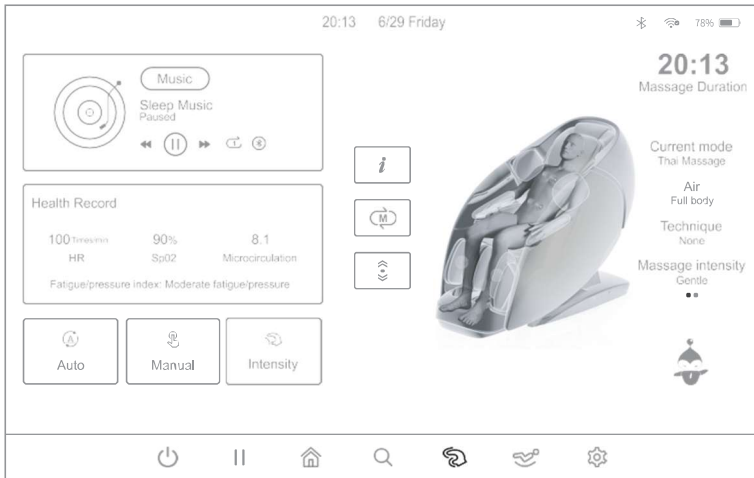 20:13 6/29 Friday
78%
Music
Sleep Music
Paused
1
Health Record
100 Times/min 90% 8.1
HR Sp02 Microcirculation
Fatigue/pressure index: Moderate fatigue/pressure
A
Auto Manual Intensity
i
M
20:13
Massage Duration
Current mode
Thai Massage
Air
Full body
Technique
None
Massage intensity
Gentle